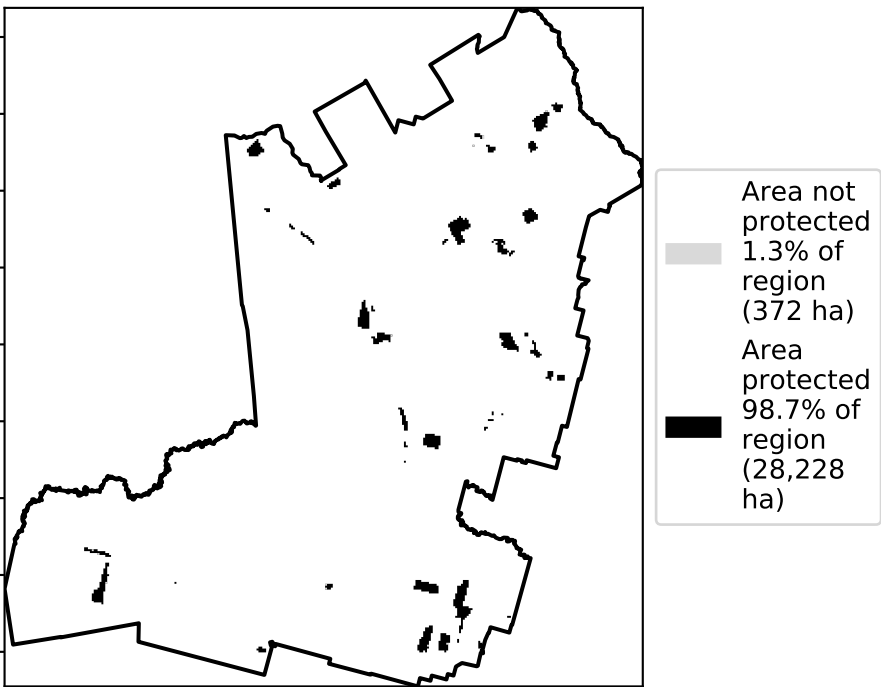 Area not
protected
1.3% of
region
(372 ha)
Area
protected
98.7% of
region
(28,228
ha)